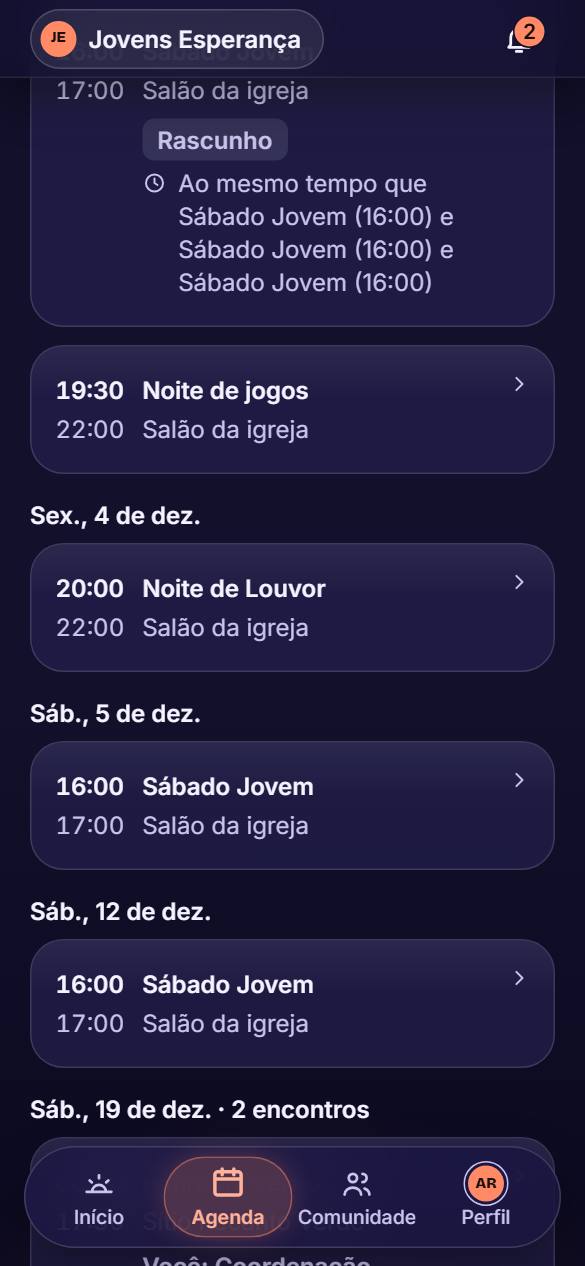 JE Jovens Esperança
2
17:00 Salão da igreja
Rascunho
Ao mesmo tempo que
Sábado Jovem (16:00) e
Sábado Jovem (16:00) e
Sábado Jovem (16:00)
19:30 Noite de jogos
22:00 Salão da igreja
Sex., 4 de dez.
20:00 Noite de Louvor
22:00 Salão da igreja
Sáb., 5 de dez.
16:00 Sábado Jovem
17:00 Salão da igreja
Sáb., 12 de dez.
16:00 Sábado Jovem
17:00 Salão da igreja
Sáb., 19 de dez. · 2 encontros
AR
Início Agenda Comunidade Perfil
Você: Coordenação